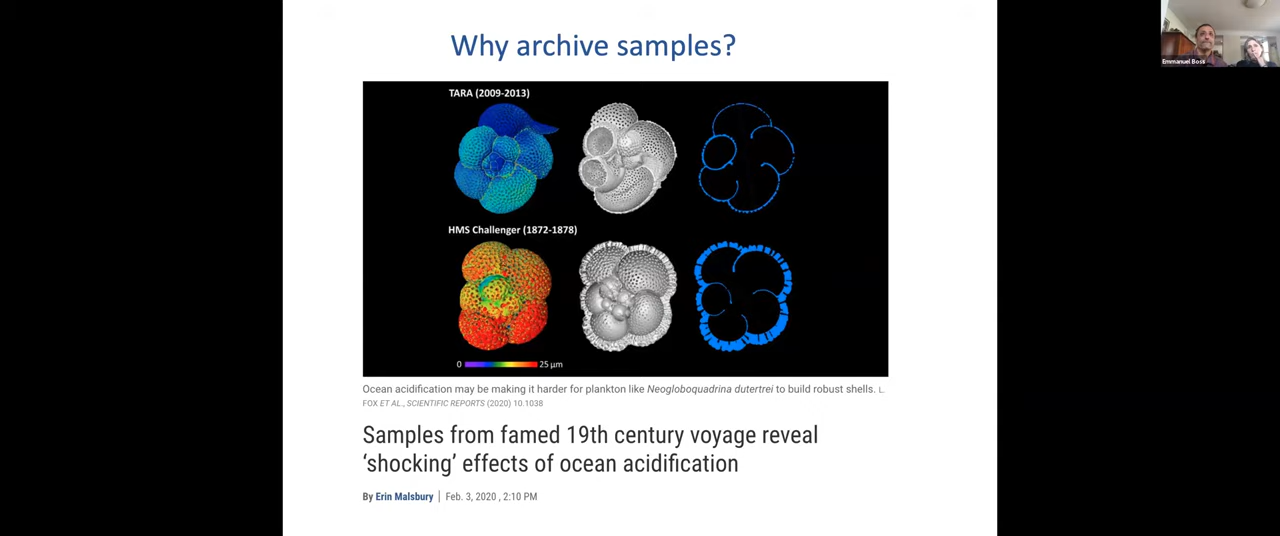 Why archive samples?
Emmanuel Boss
TARA (2009-2013)
HMS Challenger (1872-1878)
0 25 µm
Ocean acidification may be making it harder for plankton like Neogloboquadrina dutertrei to build robust shells. L.
FOX ET AL., SCIENTIFIC REPORTS (2020) 10.1038
Samples from famed 19th century voyage reveal
‘shocking’ effects of ocean acidification
By Erin Malsbury | Feb. 3, 2020 , 2:10 PM